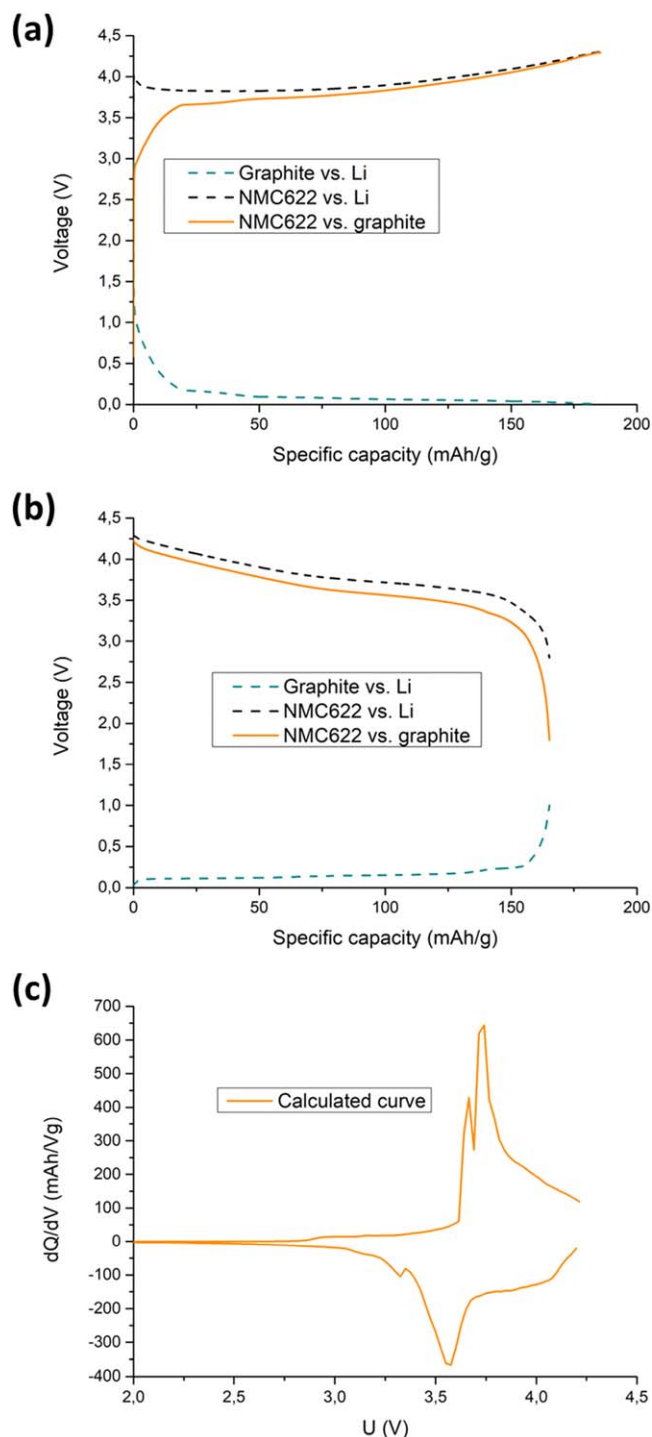 (a)
4,5
4,0
3,5
3,0
2,5
2,0
1,5
1,0
0,5
0,0
Voltage (V)
Graphite vs. Li
NMC622 vs. Li
NMC622 vs. graphite
0 50 100 150 200
Specific capacity (mAh/g)
(b)
4,5
4,0
3,5
3,0
2,5
2,0
1,5
1,0
0,5
0,0
Voltage (V)
Graphite vs. Li
NMC622 vs. Li
NMC622 vs. graphite
0 50 100 150 200
Specific capacity (mAh/g)
(c)
700
600
500
400
300
200
100
0
-100
-200
-300
-400
dQ/dV (mAh/Vg)
Calculated curve
2,0 2,5 3,0 3,5 4,0 4,5
U (V)